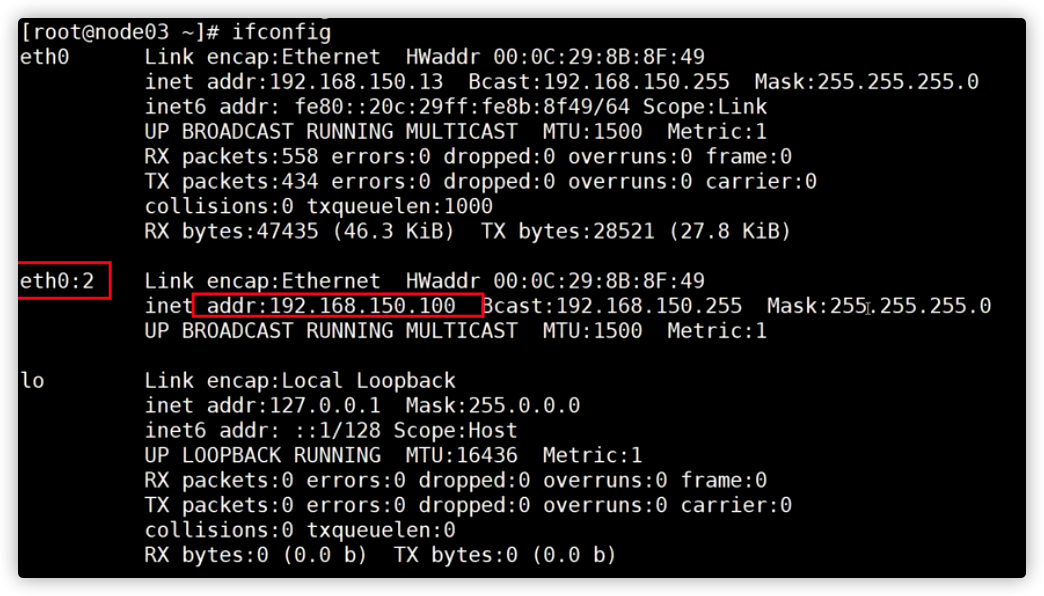 [root@node03 ~]# ifconfig
eth0 Link encap:Ethernet HWaddr 00:0C:29:8B:8F:49
inet addr:192.168.150.13 Bcast:192.168.150.255 Mask:255.255.255.0
inet6 addr: fe80::20c:29ff:fe8b:8f49/64 Scope:Link
UP BROADCAST RUNNING MULTICAST MTU:1500 Metric:1
RX packets:558 errors:0 dropped:0 overruns:0 frame:0
TX packets:434 errors:0 dropped:0 overruns:0 carrier:0
collisions:0 txqueuelen:1000
RX bytes:47435 (46.3 KiB) TX bytes:28521 (27.8 KiB)
eth0:2 Link encap:Ethernet HWaddr 00:0C:29:8B:8F:49
inet addr:192.168.150.100 Bcast:192.168.150.255 Mask:255.255.255.0
UP BROADCAST RUNNING MULTICAST MTU:1500 Metric:1
lo Link encap:Local Loopback
inet addr:127.0.0.1 Mask:255.0.0.0
inet6 addr: ::1/128 Scope:Host
UP LOOPBACK RUNNING MTU:16436 Metric:1
RX packets:0 errors:0 dropped:0 overruns:0 frame:0
TX packets:0 errors:0 dropped:0 overruns:0 carrier:0
collisions:0 txqueuelen:0
RX bytes:0 (0.0 b) TX bytes:0 (0.0 b)